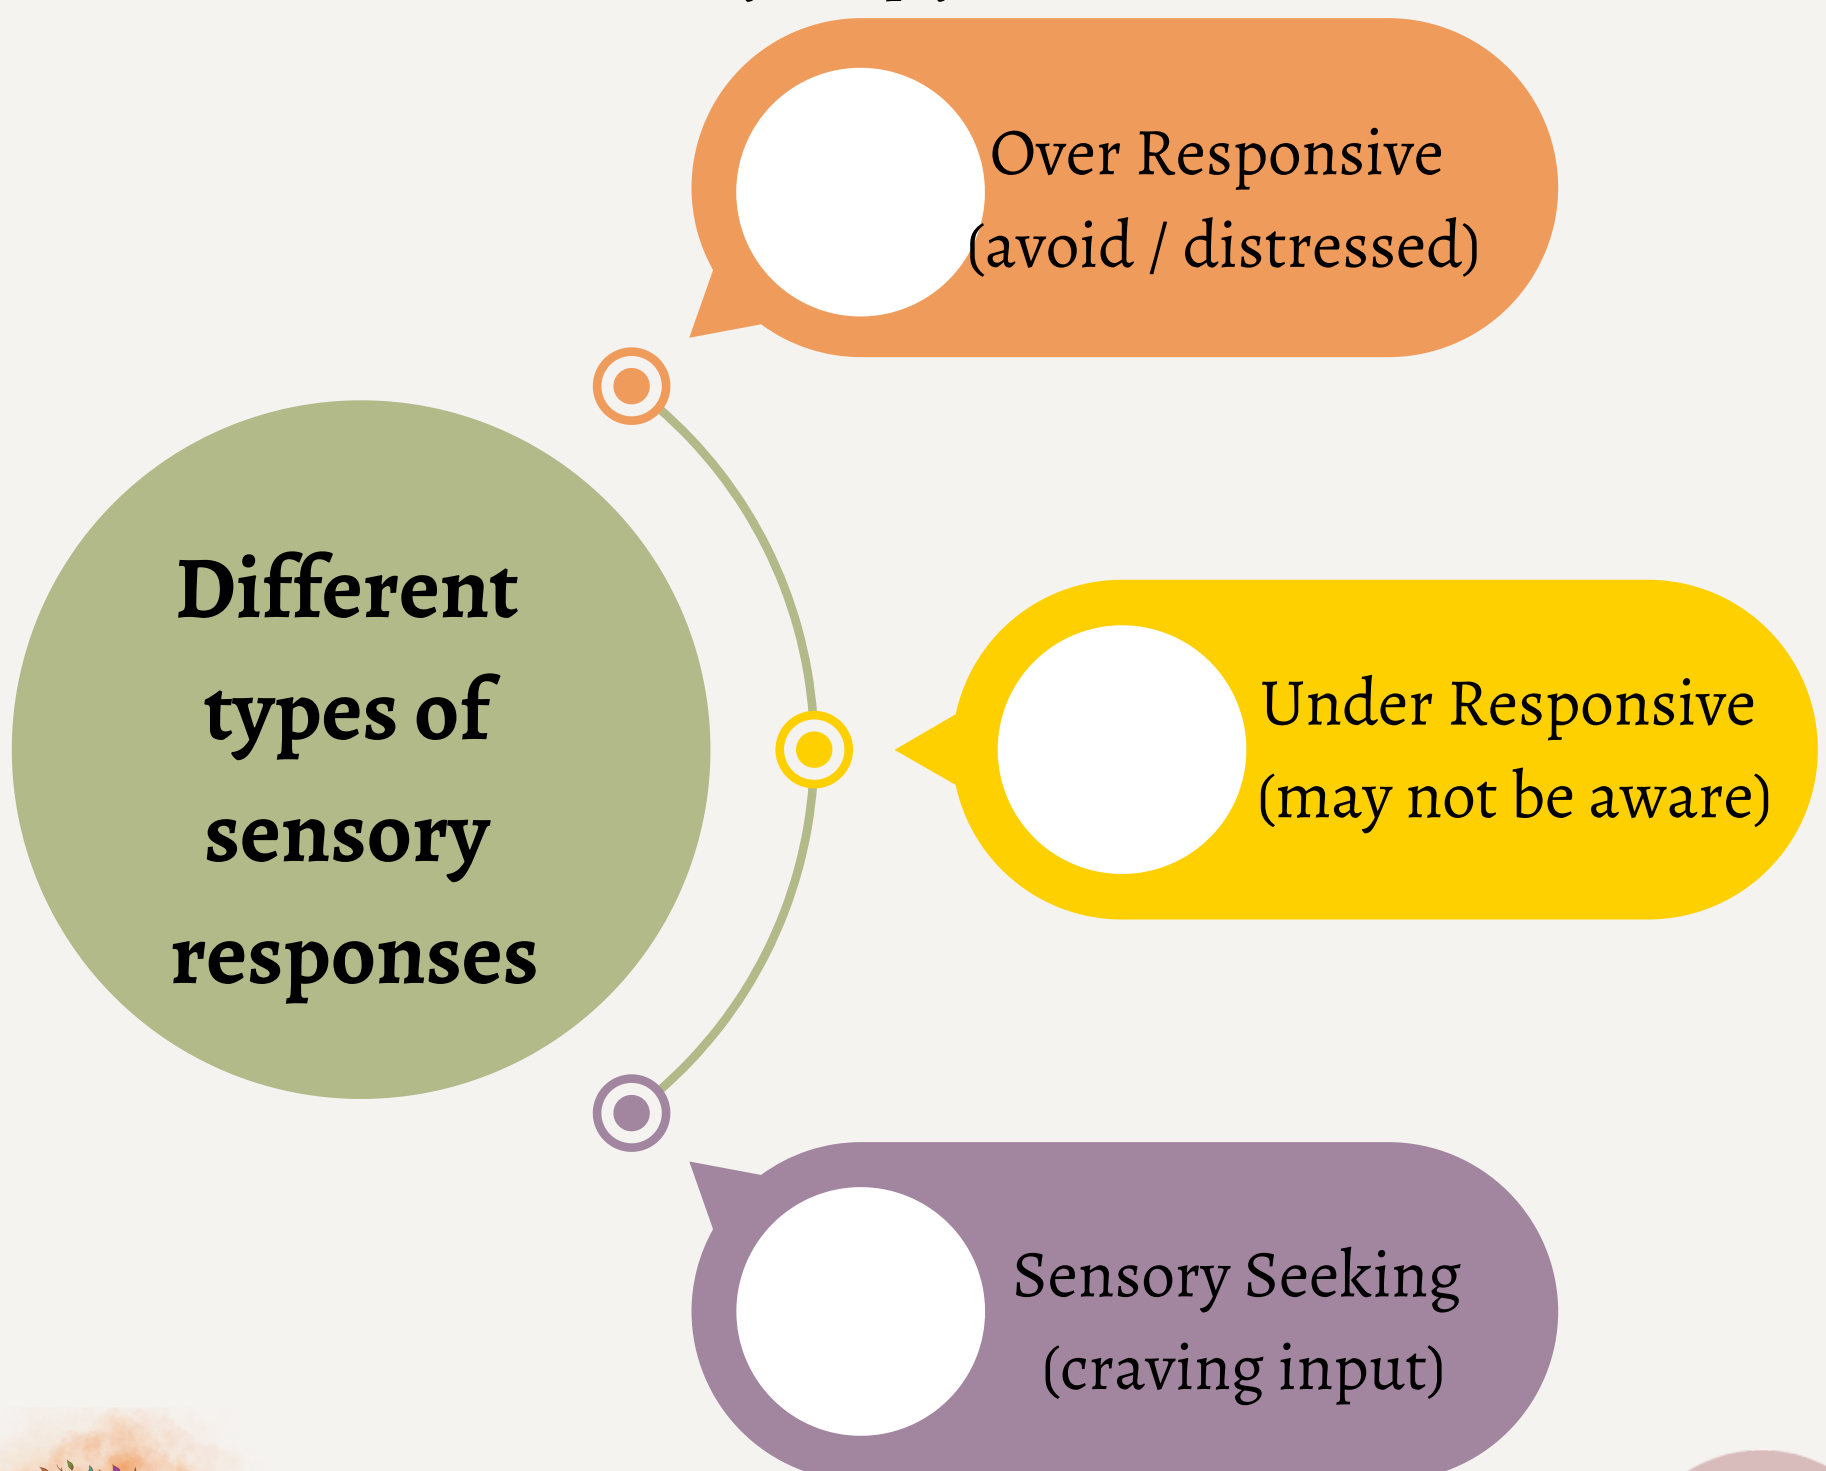 Over Responsive
(avoid / distressed)
Different
types of
sensory
responses
Under Responsive
(may not be aware)
Sensory Seeking
(craving input)